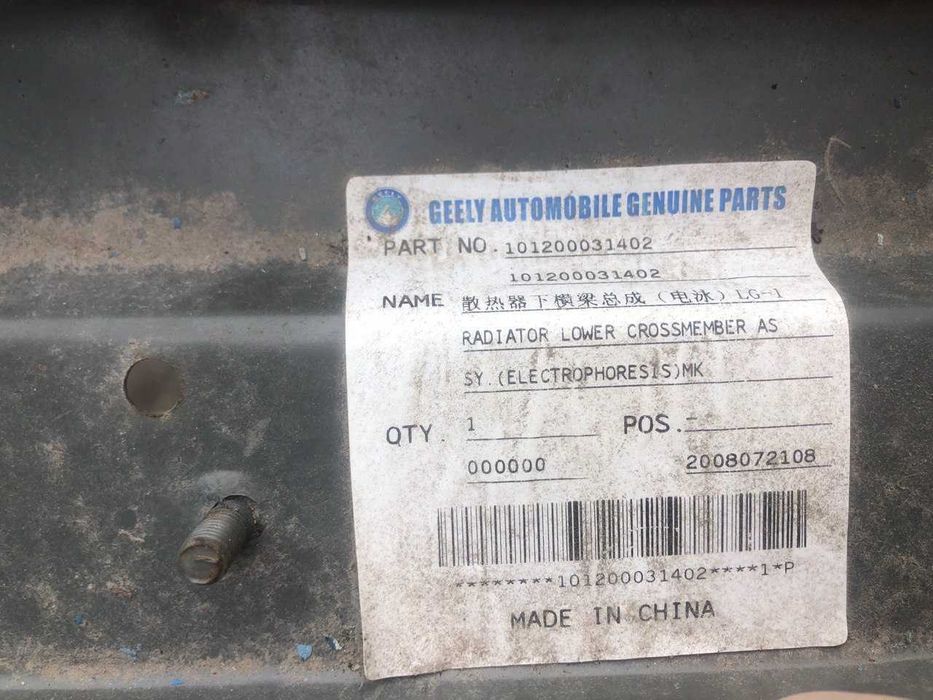 GEELY AUTOMOBILE GENUINE PARTS
PART NO. 101200031402
101200031402
NAME 散热器下横梁总成（电泳）LG-1
RADIATOR LOWER CROSSMEMBER AS
SY.(ELECTROPHORESIS)MK
QTY. 1 POS. -
000000 2008072108
********101200031402****1*P
MADE IN CHINA